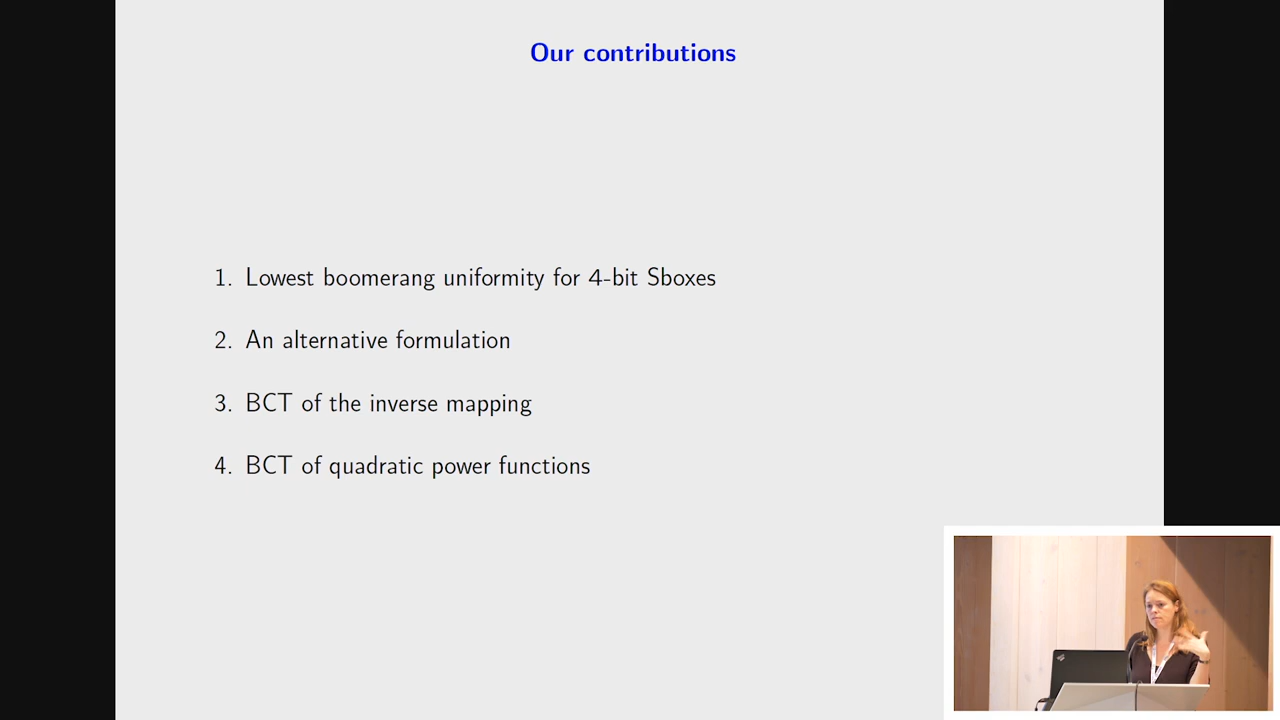 Our contributions
1. Lowest boomerang uniformity for 4-bit Sboxes
2. An alternative formulation
3. BCT of the inverse mapping
4. BCT of quadratic power functions